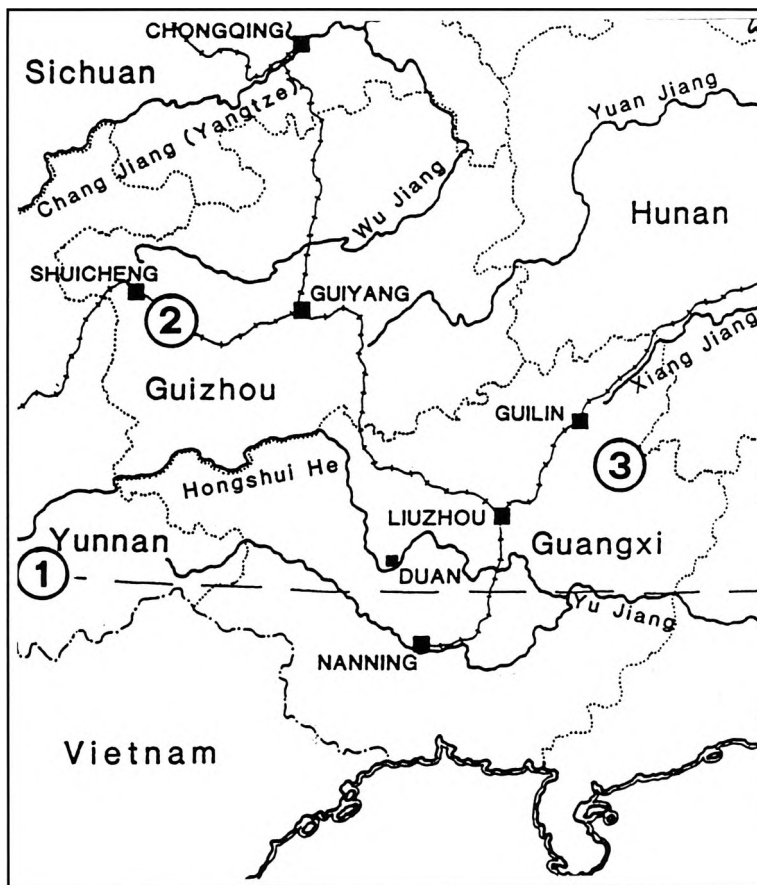 CHONGQING
Sichuan
Chang Jiang (Yangtze)
Yuan Jiang
Wu Jiang
Hunan
SHUICHENG
GUIYANG
2
Xiang Jiang
Guizhou
GUILIN
3
Hongshui He
LIUZHOU
Yunnan
Guangxi
1
DUAN
Yu Jiang
NANNING
Vietnam